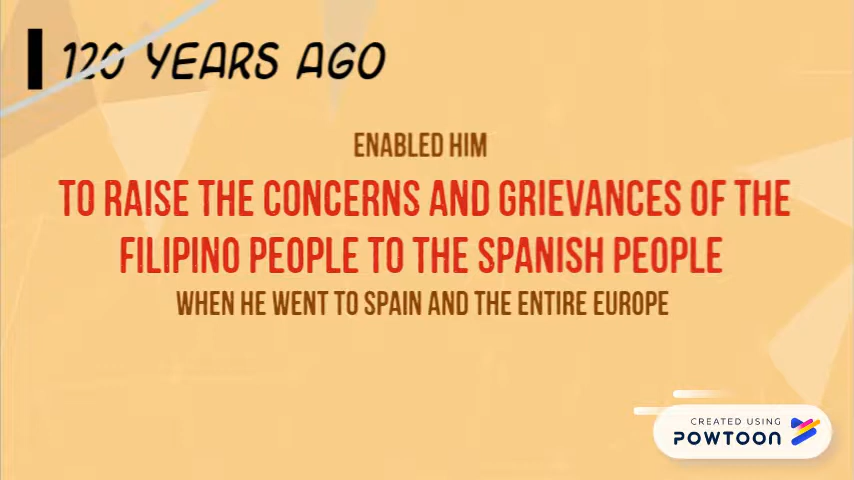 120 YEARS AGO
ENABLED HIM
TO RAISE THE CONCERNS AND GRIEVANCES OF THE
FILIPINO PEOPLE TO THE SPANISH PEOPLE
WHEN HE WENT TO SPAIN AND THE ENTIRE EUROPE
CREATED USING
POWTOON